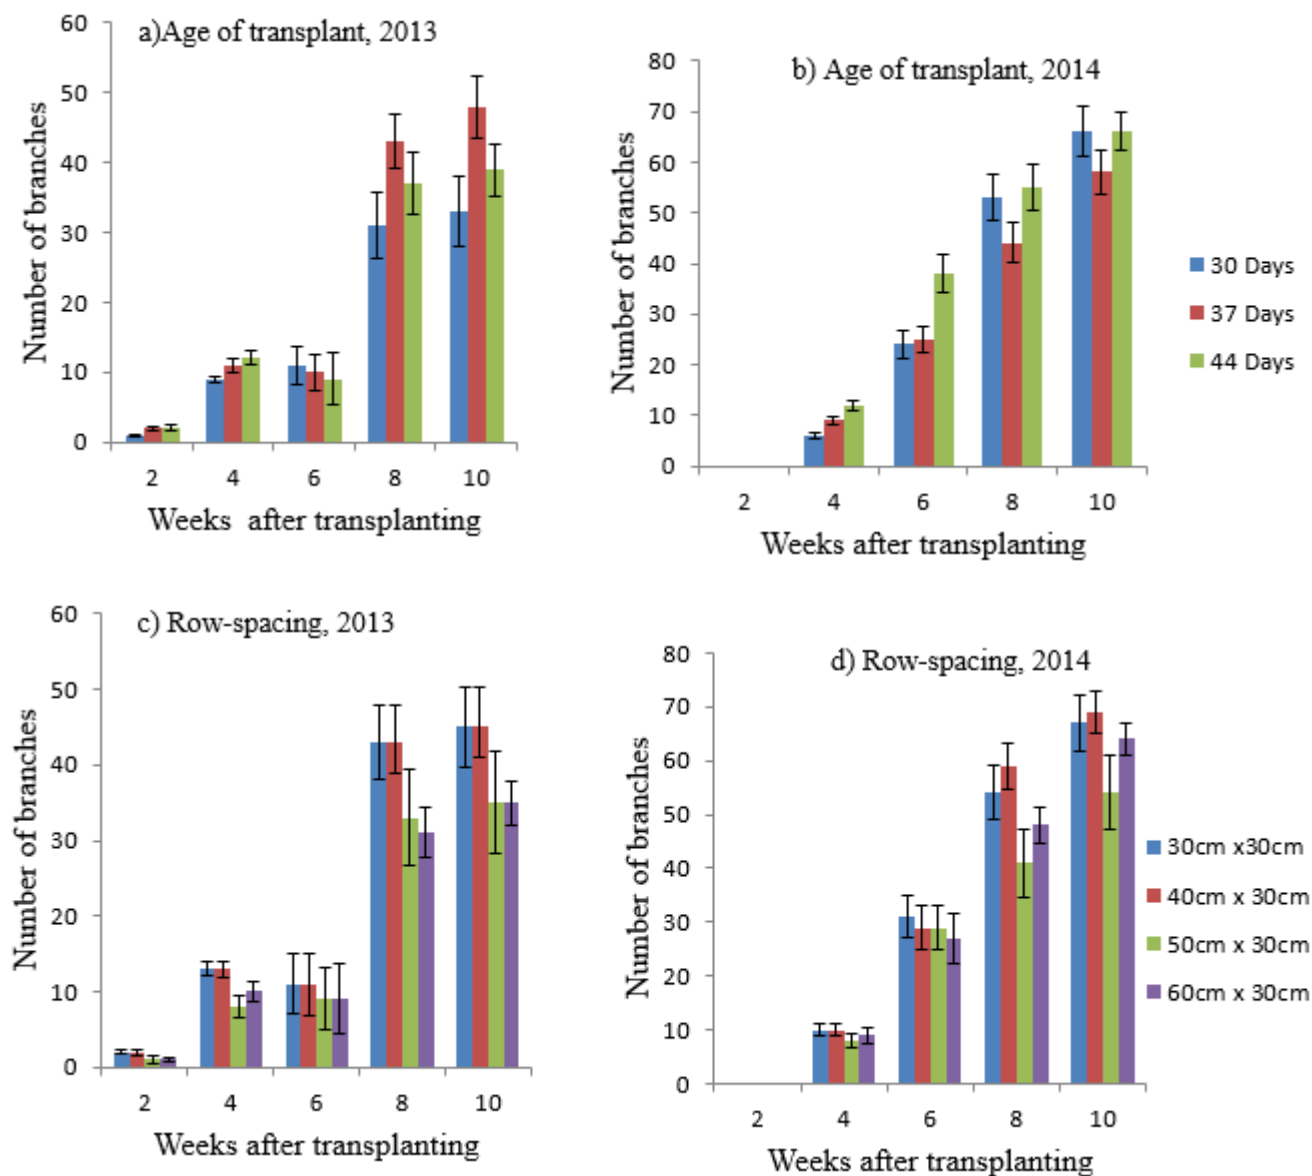 a)Age of transplant, 2013
Number of branches
60
50
40
30
20
10
0
2 4 6 8 10
Weeks after transplanting
b) Age of transplant, 2014
Number of branches
80
70
60
50
40
30
20
10
0
2 4 6 8 10
Weeks after transplanting
30 Days
37 Days
44 Days
c) Row-spacing, 2013
Number of branches
60
50
40
30
20
10
0
2 4 6 8 10
Weeks after transplanting
d) Row-spacing, 2014
Number of branches
80
70
60
50
40
30
20
10
0
2 4 6 8 10
Weeks after transplanting
30cm x30cm
40cm x 30cm
50cm x 30cm
60cm x 30cm